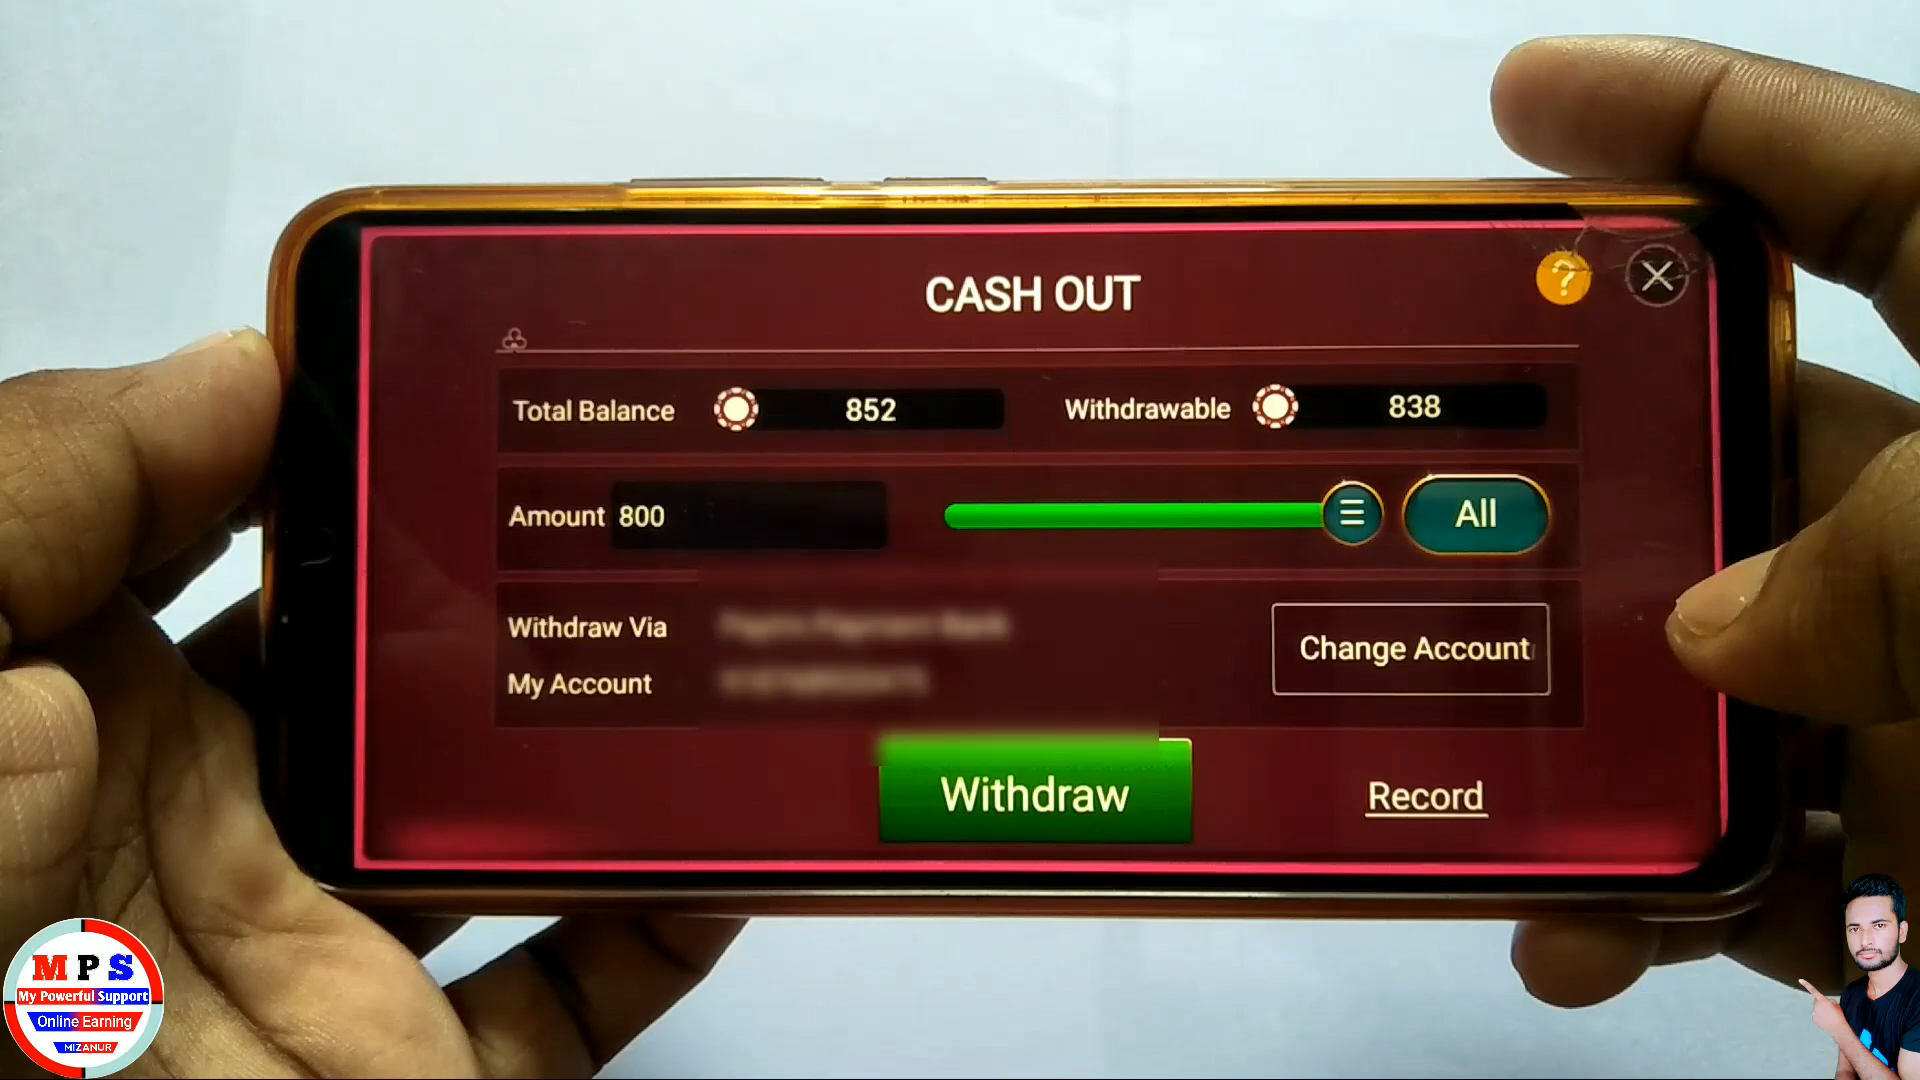 CASH OUT
?
Total Balance 852 Withdrawable 838
Amount 800 All
Withdraw Via
My Account
Change Account
Withdraw Record
MPS
My Powerful Support
Online Earning
MIZANUR